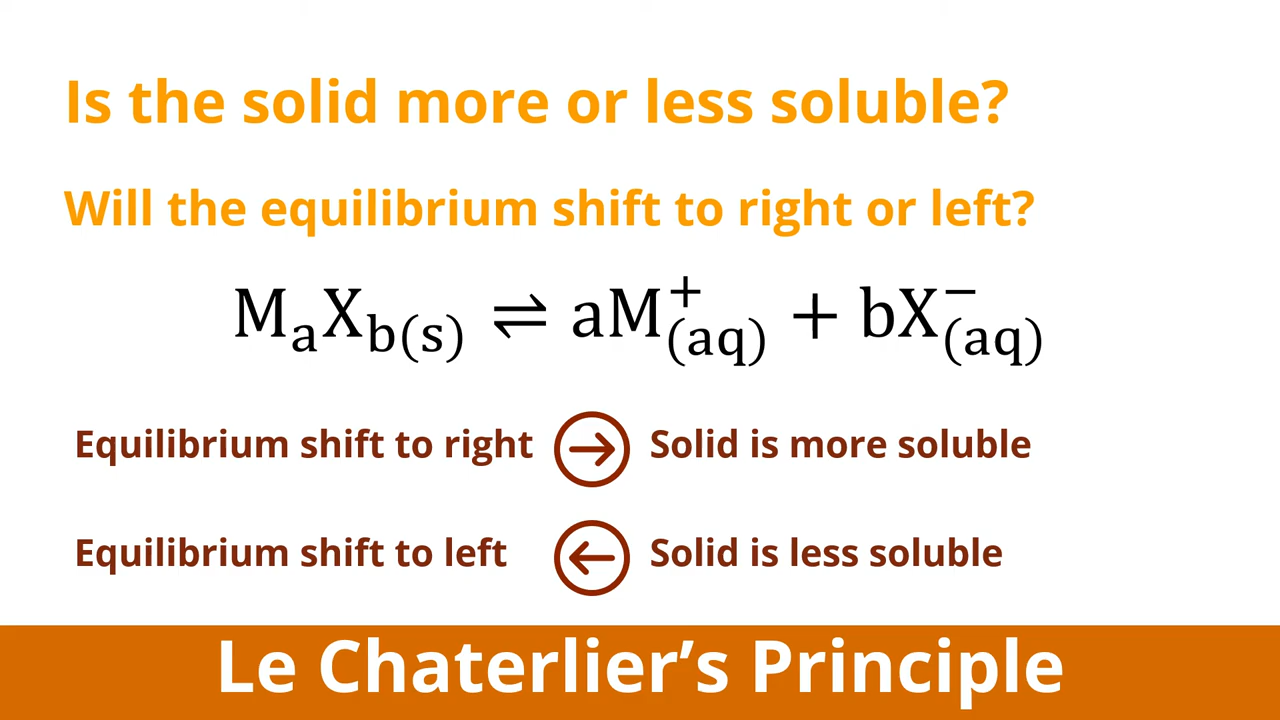 Is the solid more or less soluble?
Will the equilibrium shift to right or left?
MₐX_b(s) ⇌ aM⁺(aq) + bX⁻(aq)
Equilibrium shift to right → Solid is more soluble
Equilibrium shift to left ← Solid is less soluble
Le Chaterlier’s Principle